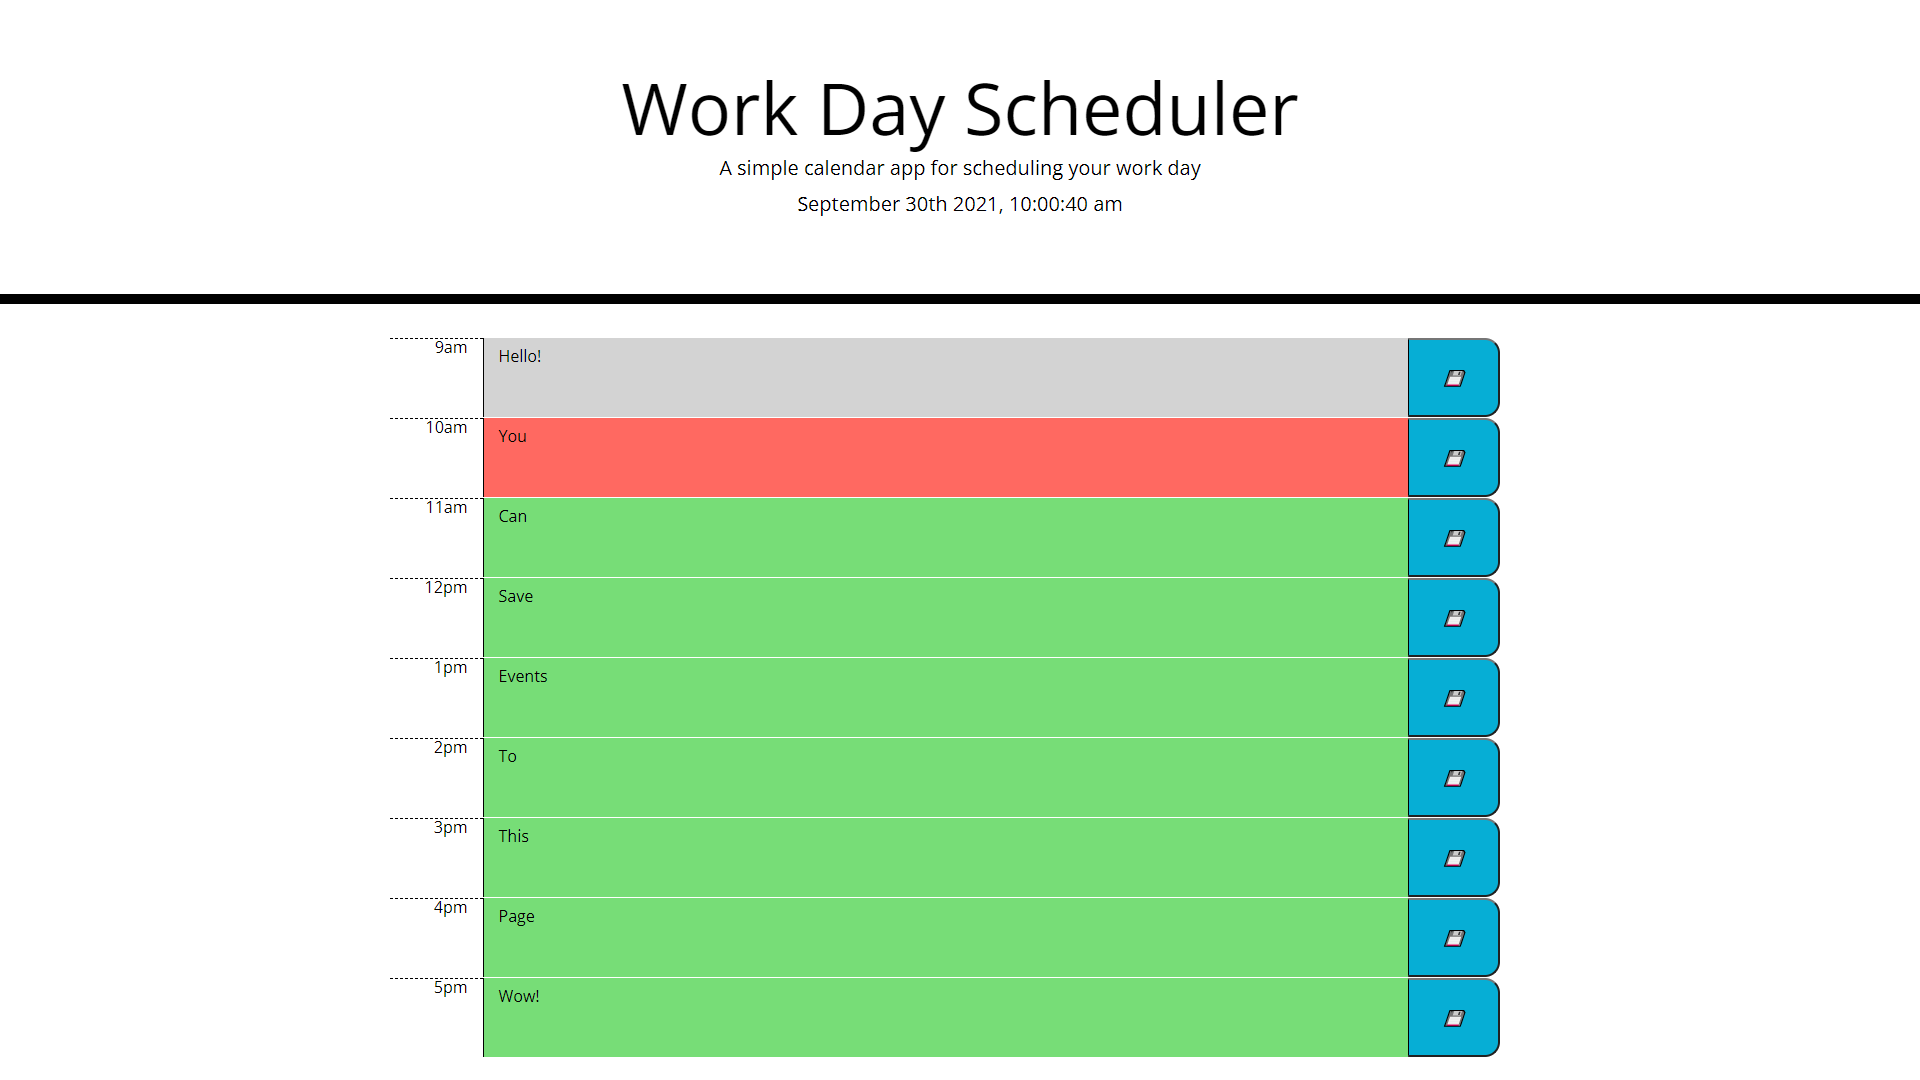 Work Day Scheduler
A simple calendar app for scheduling your work day
September 30th 2021, 10:00:40 am
9am Hello!
10am You
11am Can
12pm Save
1pm Events
2pm To
3pm This
4pm Page
5pm Wow!